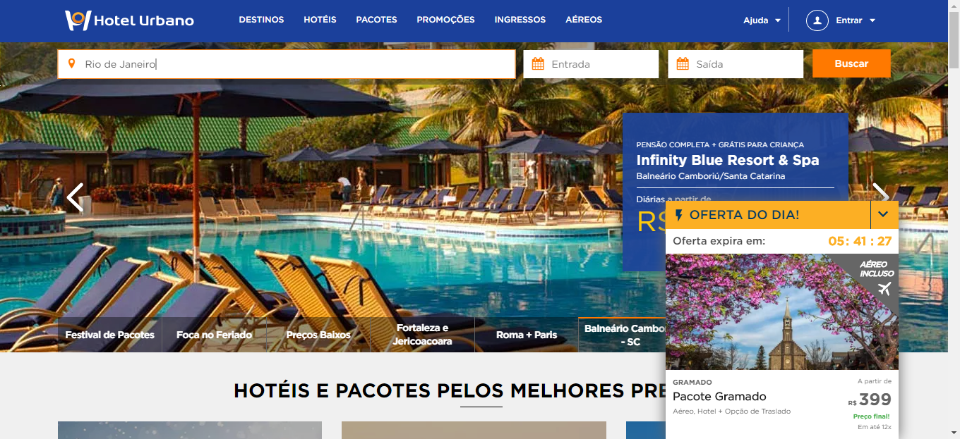 Hotel Urbano
DESTINOS HOTÉIS PACOTES PROMOÇÕES INGRESSOS AÉREOS
Ajuda Entrar
Rio de Janeiro Entrada Saída Buscar
PENSÃO COMPLETA + GRÁTIS PARA CRIANÇA
Infinity Blue Resort & Spa
Balneário Camboriú/Santa Catarina
Diárias a partir de
R$
OFERTA DO DIA!
Oferta expira em: 05: 41 : 27
AÉREO
INCLUSO
Festival de Pacotes
Foca no Feriado
Preços Baixos
Fortaleza e
Jericoacoara
Roma + Paris
Balneário Cambo
- SC
HOTÉIS E PACOTES PELOS MELHORES PRE
GRAMADO
Pacote Gramado
Aéreo, Hotel + Opção de Traslado
A partir de
R$ 399
Preço final!
Em até 12x